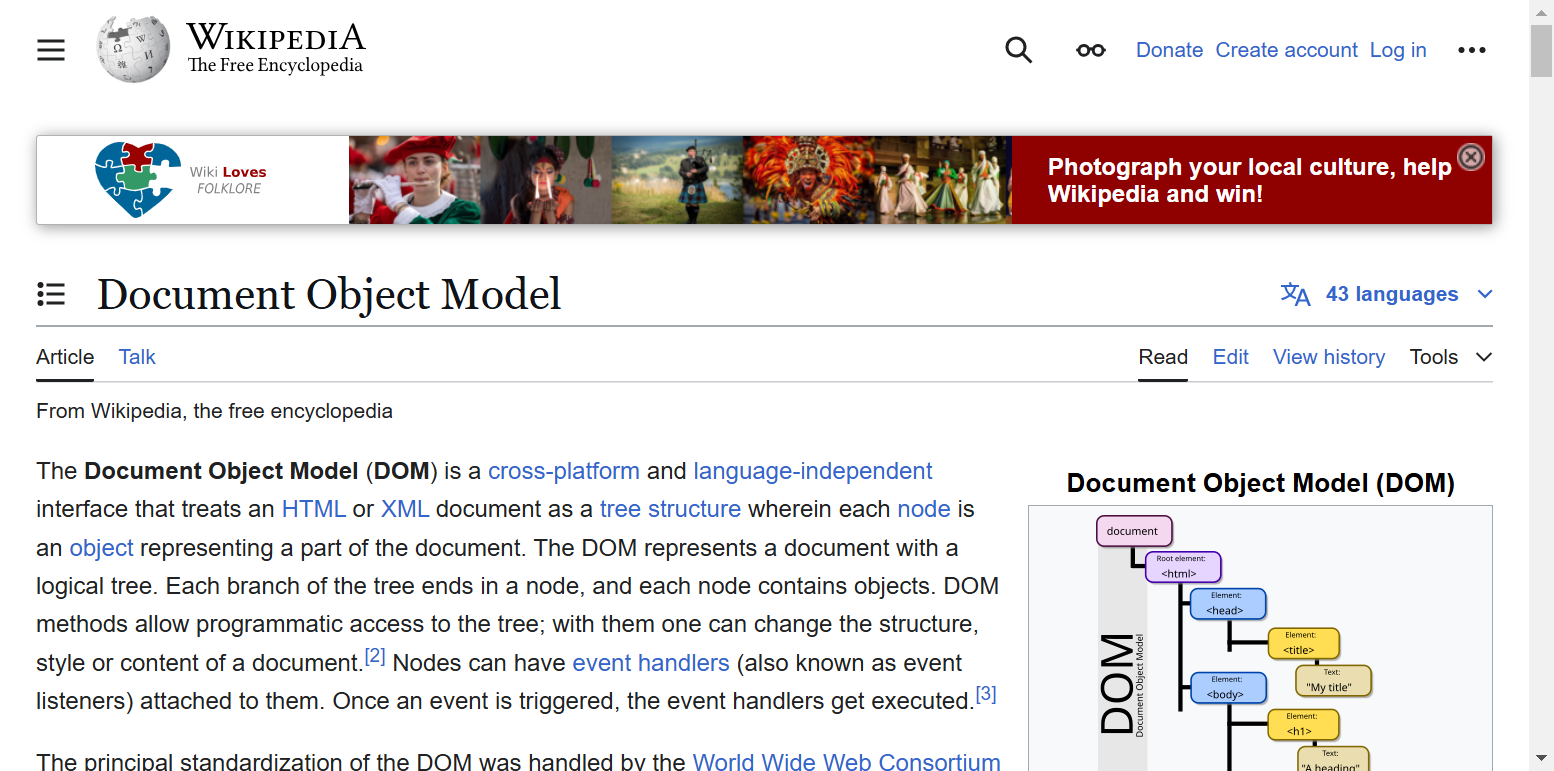 WIKIPEDIA
The Free Encyclopedia
Donate Create account Log in
Wiki Loves
FOLKLORE
Photograph your local culture, help
Wikipedia and win!
Document Object Model
43 languages
Article Talk
Read Edit View history Tools
From Wikipedia, the free encyclopedia
The Document Object Model (DOM) is a cross-platform and language-independent
interface that treats an HTML or XML document as a tree structure wherein each node is
an object representing a part of the document. The DOM represents a document with a
logical tree. Each branch of the tree ends in a node, and each node contains objects. DOM
methods allow programmatic access to the tree; with them one can change the structure,
style or content of a document.[2] Nodes can have event handlers (also known as event
listeners) attached to them. Once an event is triggered, the event handlers get executed.[3]
The principal standardization of the DOM was handled by the World Wide Web Consortium
Document Object Model (DOM)
document
Root element:
<html>
Element:
<head>
Element:
<title>
Text:
"My title"
Element:
<body>
Element:
<h1>
Text:
"A heading"
DOM
Document Object Model